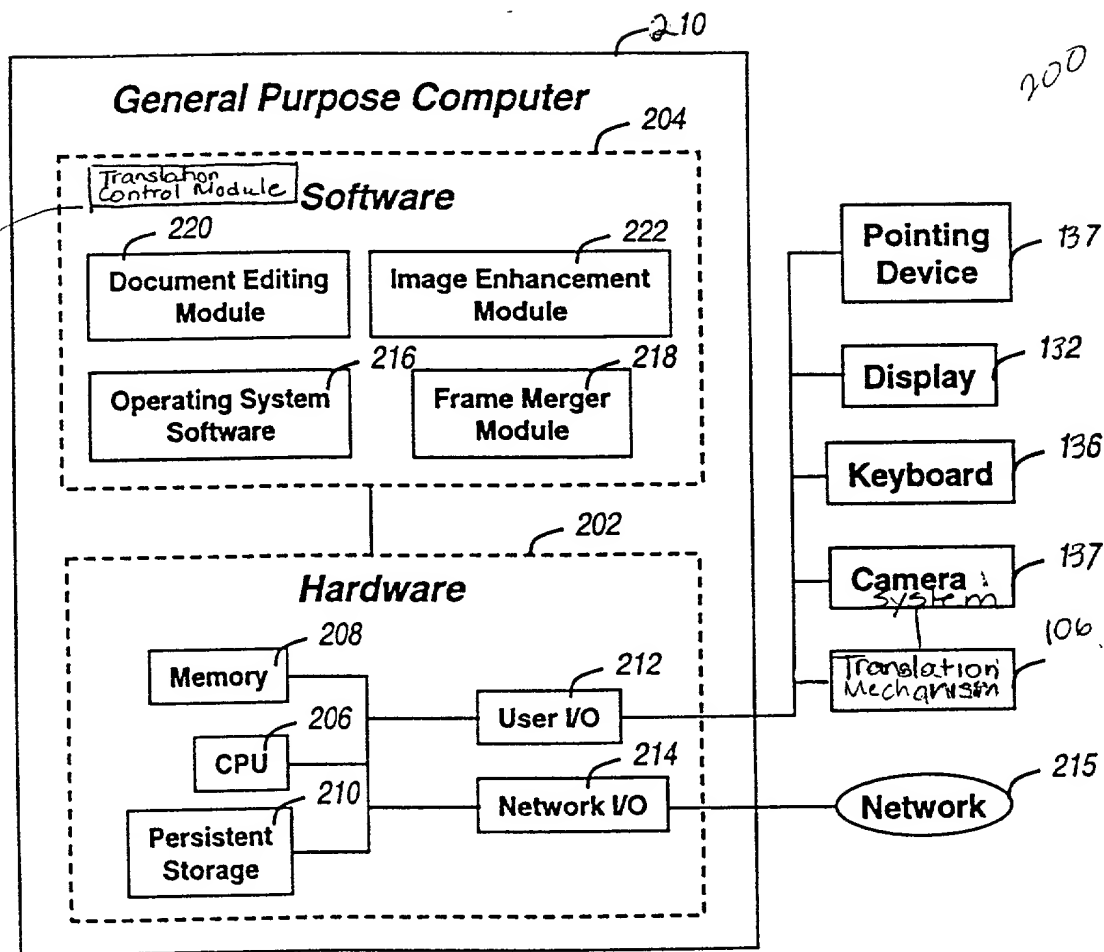 210
200
General Purpose Computer
204
Translation
Control Module
Software
220
222
Document Editing
Module
Image Enhancement
Module
216
218
Operating System
Software
Frame Merger
Module
202
Hardware
208
Memory
206
CPU
210
Persistent
Storage
212
User I/O
214
Network I/O
Pointing
Device
137
Display
132
Keyboard
136
Camera
System
137
Translation
Mechanism
106
Network
215